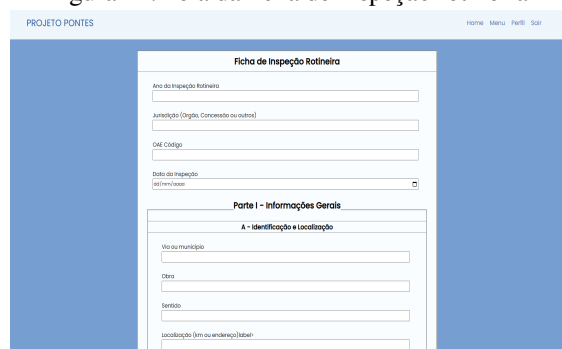 PROJETO PONTES
Home Menu Perfil Sair
Ficha de Inspeção Rotineira
Ano da Inspeção Rotineira
Jurisdição (Orgão, Concessão ou outros)
OAE Código
Data da Inspeção
dd/mm/aaaa
Parte I - Informações Gerais
A - Identificação e Localização
Via ou município
Obra
Sentido
Localização (km ou endereço)label>